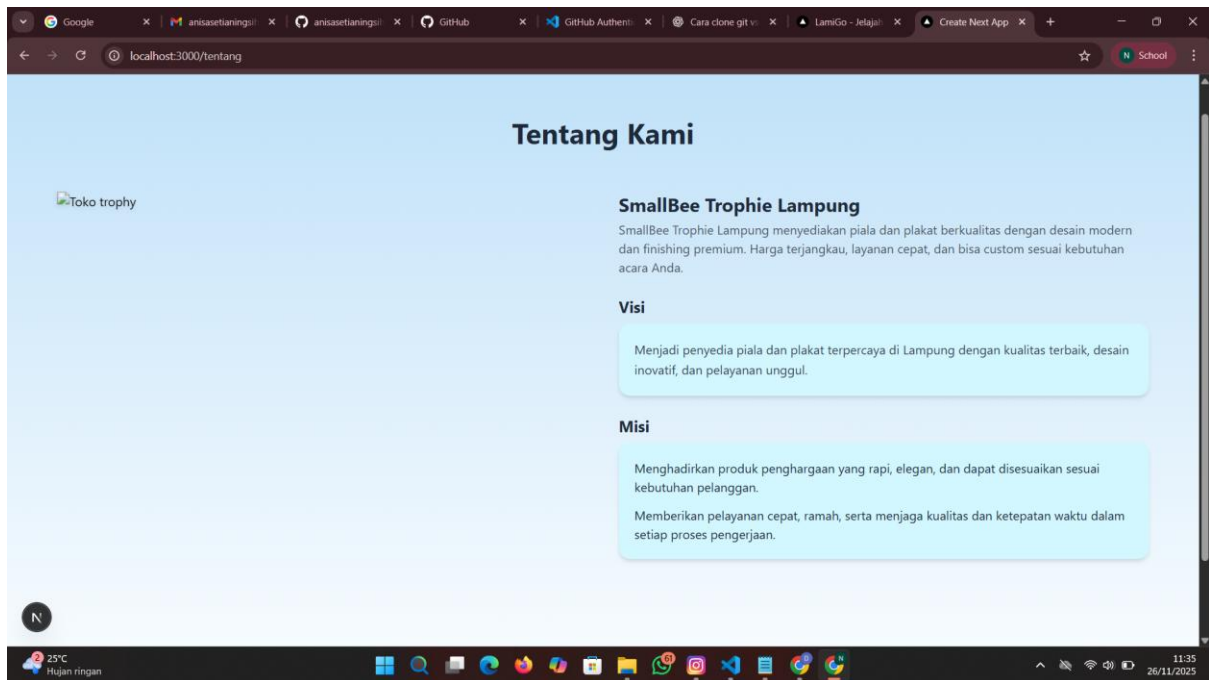 Google
anisasetianingsih
anisasetianingsil
GitHub
GitHub Authenti
Cara clone git vs
LamiGo - Jelajah
Create Next App
localhost:3000/tentang
N School
Tentang Kami
Toko trophy
SmallBee Trophie Lampung
SmallBee Trophie Lampung menyediakan piala dan plakat berkualitas dengan desain modern
dan finishing premium. Harga terjangkau, layanan cepat, dan bisa custom sesuai kebutuhan
acara Anda.
Visi
Menjadi penyedia piala dan plakat terpercaya di Lampung dengan kualitas terbaik, desain
inovatif, dan pelayanan unggul.
Misi
Menghadirkan produk penghargaan yang rapi, elegan, dan dapat disesuaikan sesuai
kebutuhan pelanggan.
Memberikan pelayanan cepat, ramah, serta menjaga kualitas dan ketepatan waktu dalam
setiap proses pengerjaan.
N
2
25°C
Hujan ringan
61
11:35
26/11/2025